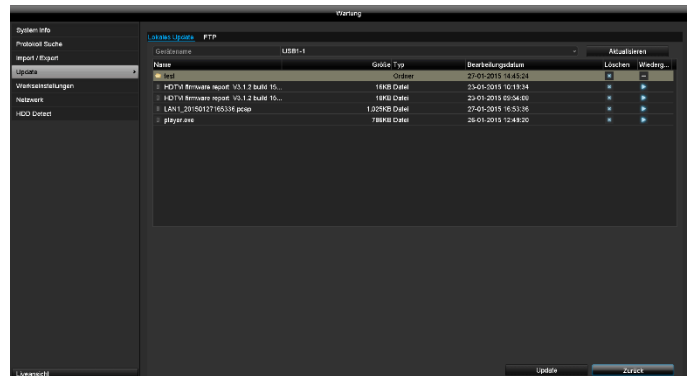 Wartung
System Info
Protokoll Suche
Import / Export
Update
Werkseinstellungen
Netzwerk
HDD Detect
Liveansicht
Lokales Update FTP
Gerätename USB1-1 Aktualisieren
Name Größe Typ Bearbeitungsdatum Löschen Wiederg...
test Ordner 27-01-2015 14:45:24
HDTVI firmware report V3.1.2 build 15... 16KB Datei 23-01-2015 10:19:34
HDTVI firmware report V3.1.2 build 15... 16KB Datei 23-01-2015 09:54:00
LAN1_20150127165336.pcap 1,025KB Datei 27-01-2015 16:53:36
player.exe 786KB Datei 26-01-2015 12:49:20
Update Zurück